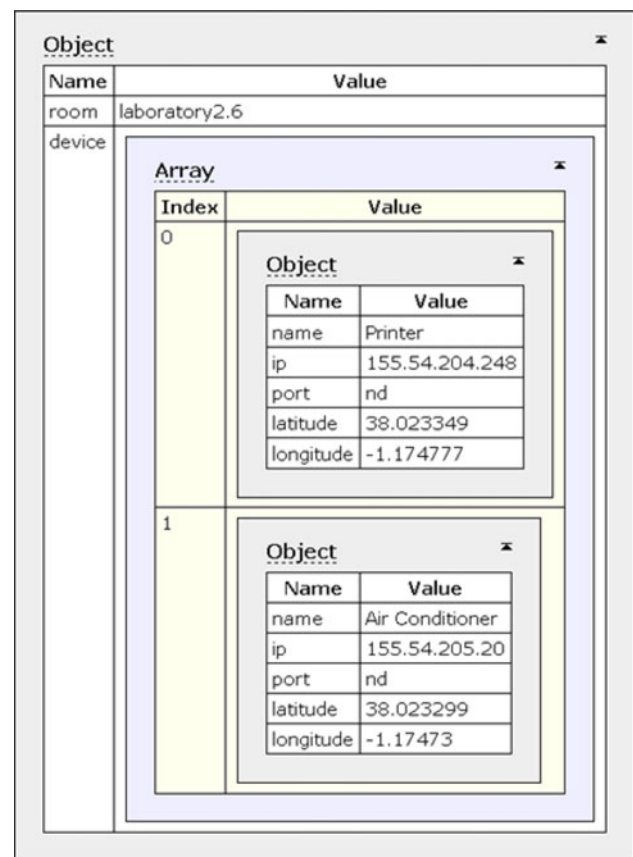 Object
Name Value
room laboratory2.6
device
Array
Index Value
0
Object
Name Value
name Printer
ip 155.54.204.248
port nd
latitude 38.023349
longitude -1.174777
1
Object
Name Value
name Air Conditioner
ip 155.54.205.20
port nd
latitude 38.023299
longitude -1.17473